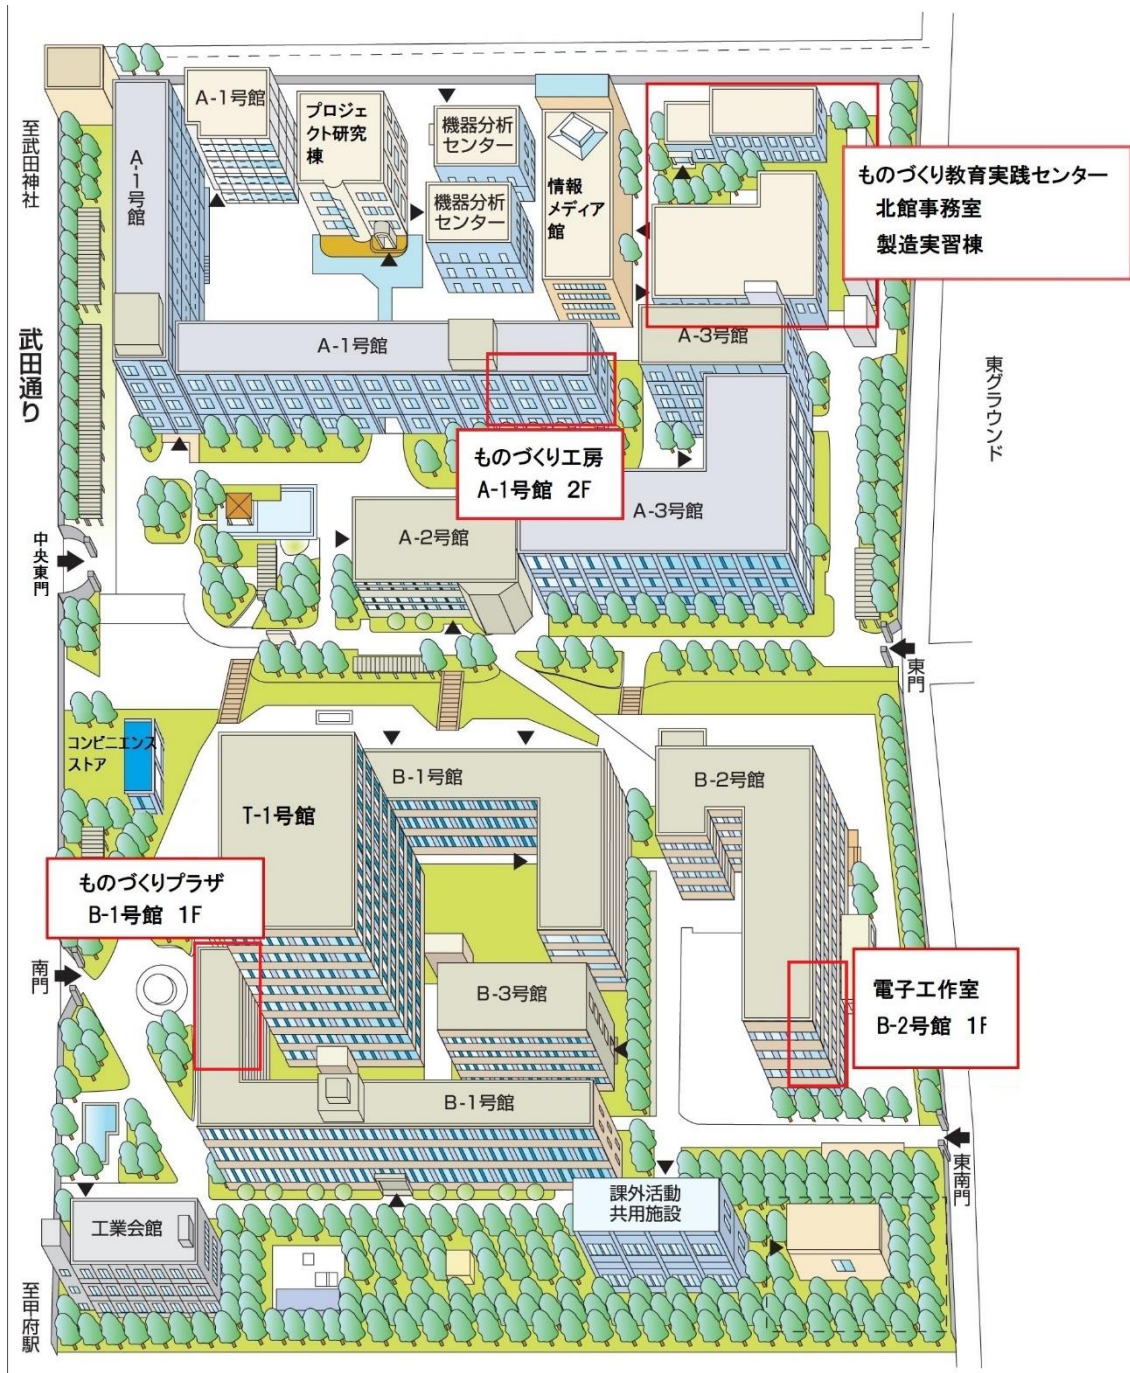 A-1号館
プロジェ
クト研究
棟
機器分析
センター
機器分析
センター
情報
メディア
館
ものづくり教育実践センター
北館事務室
製造実習棟
至武田神社
A-1号館
武田通り
A-1号館
A-3号館
東グラウンド
ものづくり工房
A-1号館 2F
A-3号館
A-2号館
中央東門
東門
コンビニエンス
ストア
T-1号館
B-1号館
B-2号館
ものづくりプラザ
B-1号館 1F
南門
B-3号館
電子工作室
B-2号館 1F
B-1号館
東南門
課外活動
共用施設
工業会館
至甲府駅